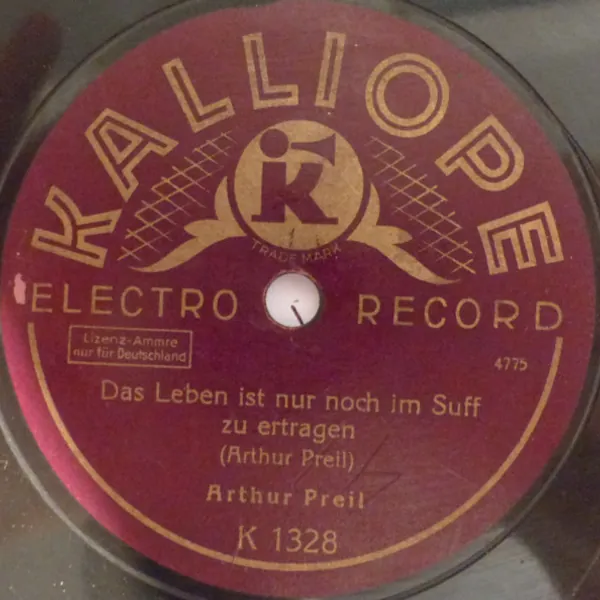 KALLIOPE
K
TRADE MARK
ELECTRO RECORD
Lizenz-Ammre
nur für Deutschland
4775
Das Leben ist nur noch im Suff
zu ertragen
(Arthur Preil)
Arthur Preil
K 1328